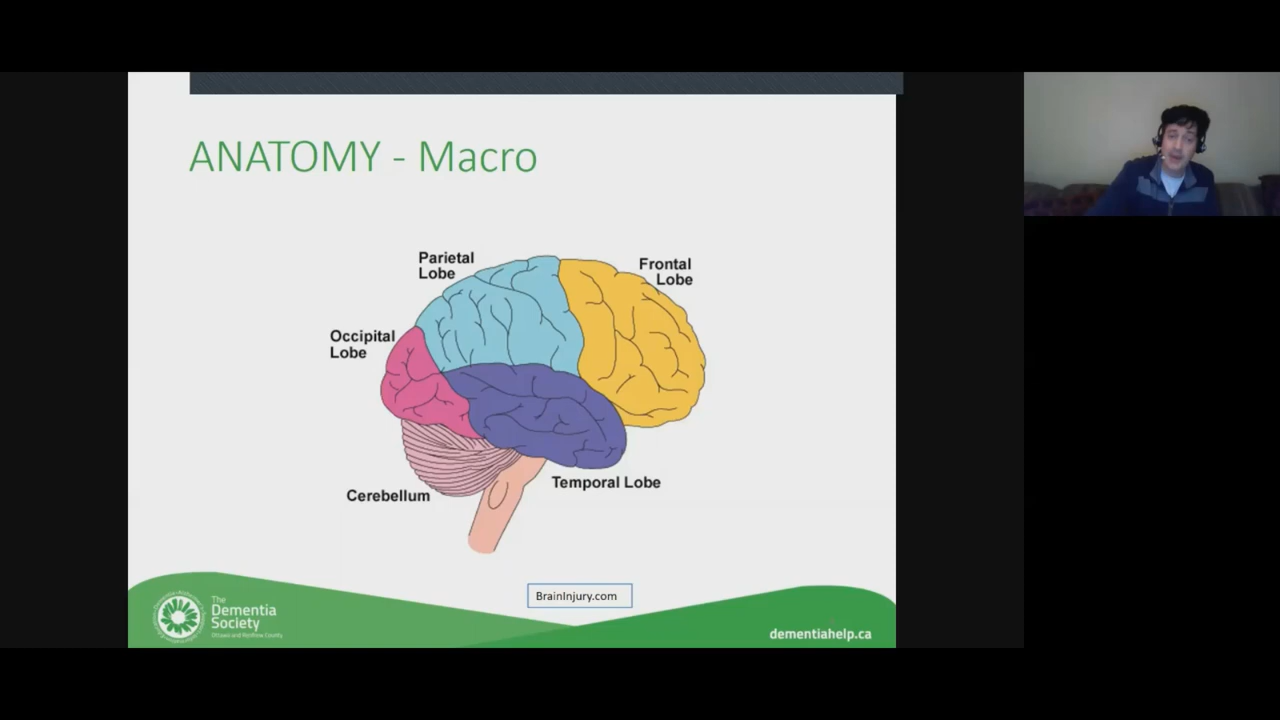 ANATOMY - Macro
Parietal
Lobe
Frontal
Lobe
Occipital
Lobe
Cerebellum
Temporal Lobe
BrainInjury.com
The
Dementia
Society
Ottawa and Renfrew County
dementiahelp.ca